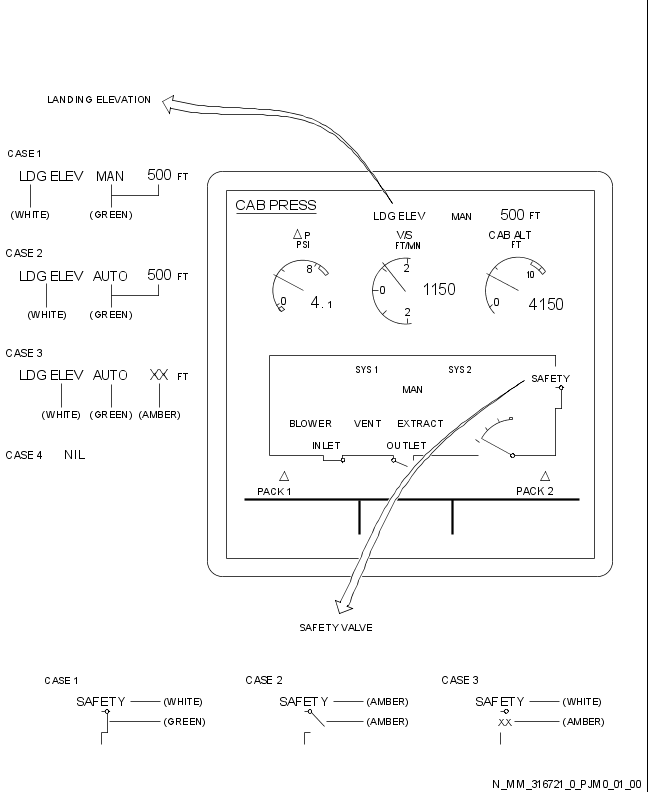 LANDING ELEVATION
CASE 1
LDG ELEV MAN 500 FT
(WHITE) (GREEN)
CASE 2
LDG ELEV AUTO 500 FT
(WHITE) (GREEN)
CASE 3
LDG ELEV AUTO XX FT
(WHITE) (GREEN) (AMBER)
CASE 4 NIL
CAB PRESS
LDG ELEV MAN 500 FT
△ P V/S CAB ALT
PSI FT/MIN FT
8 2 10
0 4.1 0 1150 0 4150
2
SYS 1 SYS 2
SAFETY
MAN
BLOWER VENT EXTRACT
INLET OUTLET
PACK 1 PACK 2
SAFETY VALVE
CASE 1 CASE 2 CASE 3
SAFETY (WHITE) SAFETY (AMBER) SAFETY (WHITE)
(GREEN) (AMBER) XX (AMBER)
N_MM_316721_0_PJM0_01_00